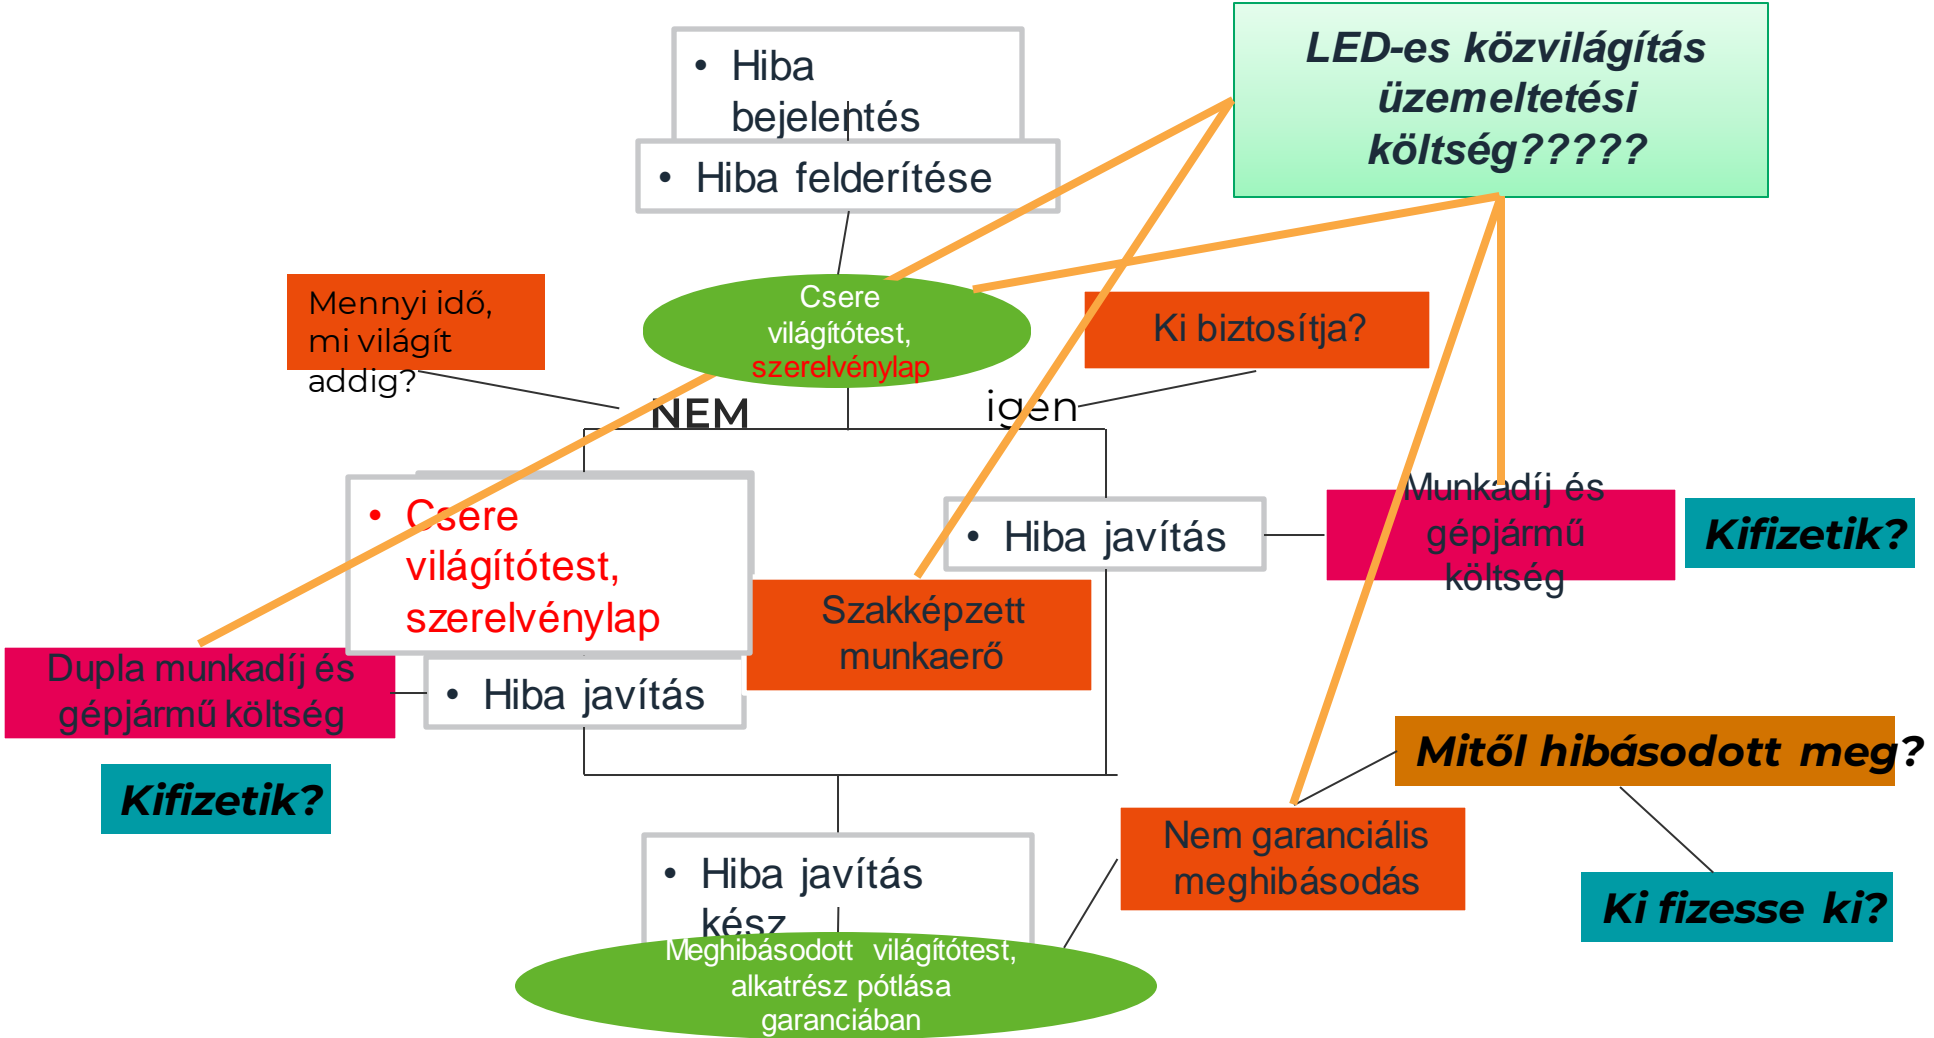 • Hiba
bejelentés
LED-es közvilágítás
üzemeltetési
költség?????
• Hiba felderítése
Mennyi idő,
mi világít
addig?
Csere
világítótest,
szerelvénylap
Ki biztosítja?
NEM
igen
• Csere
világítótest,
szerelvénylap
• Hiba javítás
Munkadíj és
gépjármű
költség
Kifizetik?
Szakképzett
munkaerő
Dupla munkadíj és
gépjármű költség
• Hiba javítás
Kifizetik?
Mitől hibásodott meg?
Nem garanciális
meghibásodás
Ki fizesse ki?
• Hiba javítás
kész
Meghibásodott világítótest,
alkatrész pótlása
garanciában